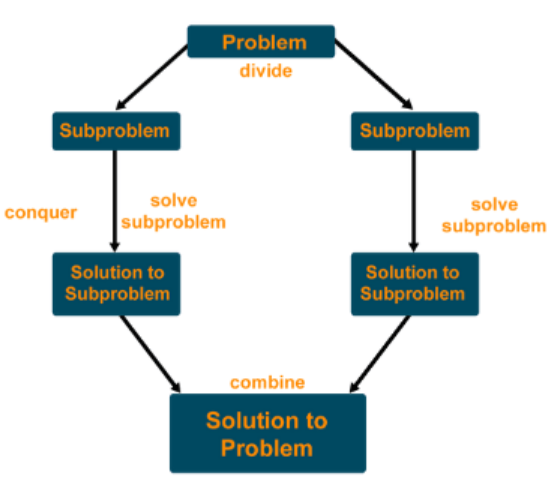 Problem
divide
Subproblem
Subproblem
conquer
solve
subproblem
solve
subproblem
Solution to
Subproblem
Solution to
Subproblem
combine
Solution to
Problem